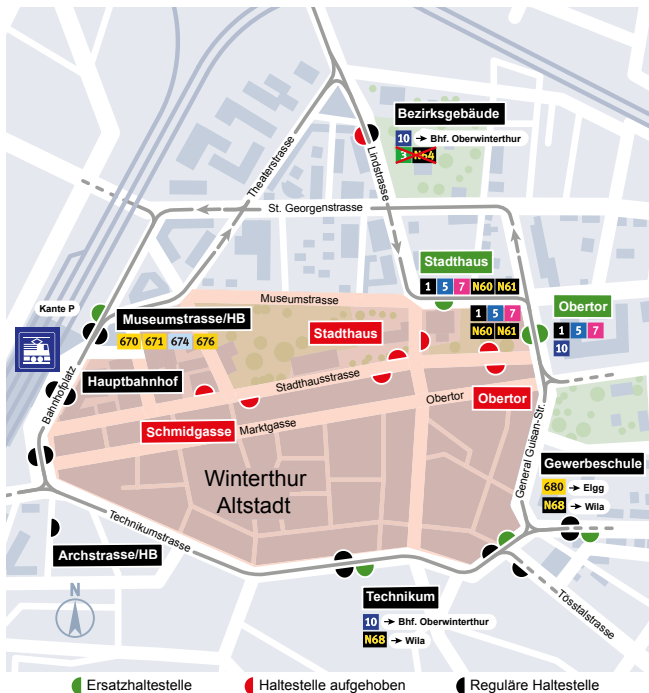 Bezirksgebäude
10 → Bhf. Oberwinterthur
3 N64
Theaterstrasse
Lindstrasse
St. Georgenstrasse
Stadthaus
1 5 7 N60 N61
Kante P
Museumstrasse
Museumstrasse/HB
670 671 674 676
Stadthaus
1 5 7
N60 N61
Obertor
1 5 7
10
Bahnhofplatz
Hauptbahnhof
Stadthausstrasse
Schmidgasse
Marktgasse
Obertor
Obertor
General Guisan-Str.
Winterthur
Altstadt
Gewerbeschule
680 → Elgg
N68 → Wila
Technikumstrasse
Archstrasse/HB
N
Technikum
10 → Bhf. Oberwinterthur
N68 → Wila
Tösstalstrasse
Ersatzhaltestelle
Haltestelle aufgehoben
Reguläre Haltestelle